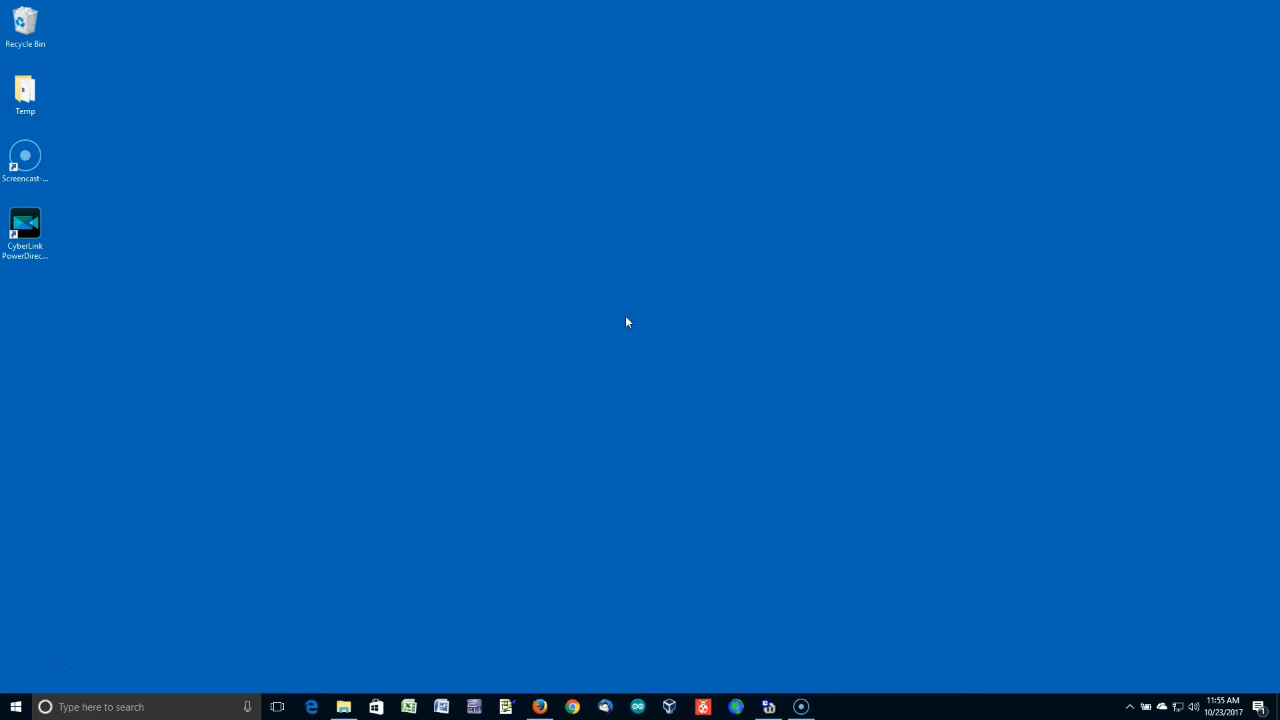 Recycle Bin
Temp
Screencast-...
CyberLink
PowerDirec...
Type here to search
11:55 AM
10/23/2017